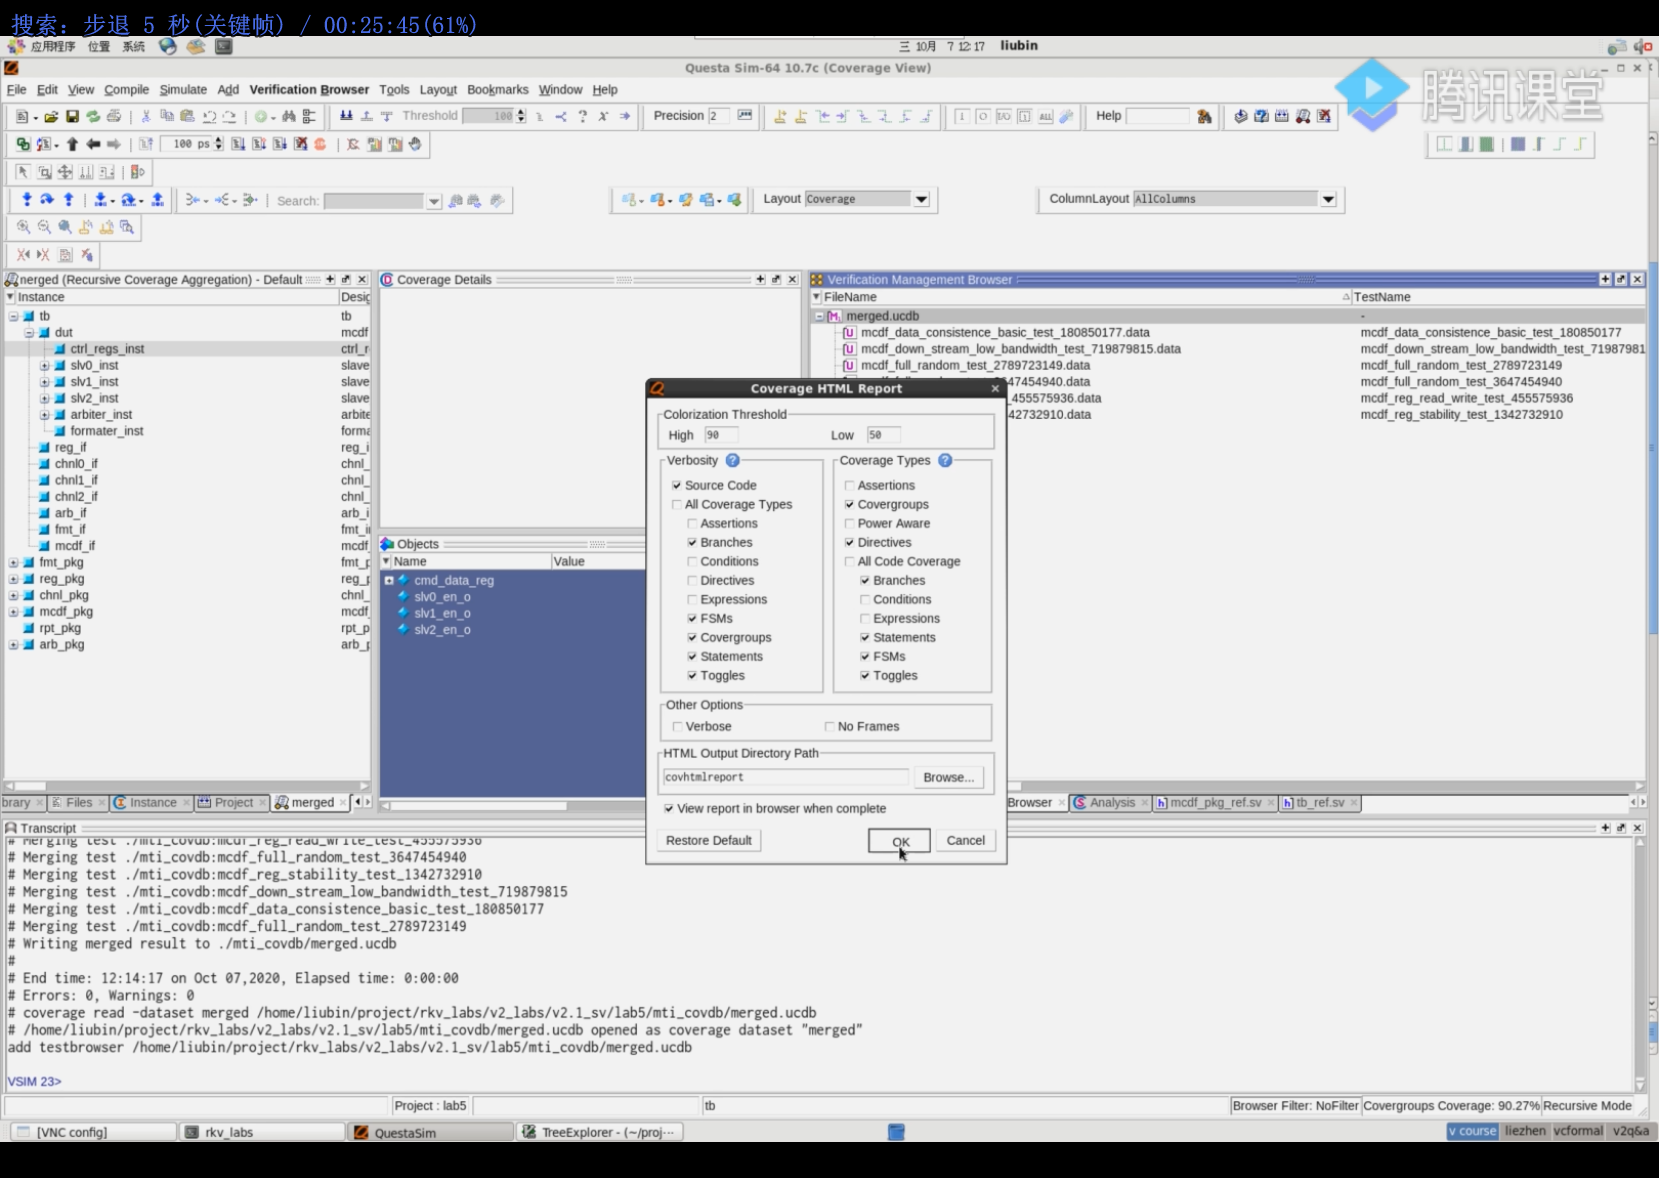 搜索: 步退 5 秒(关键帧) / 00:25:45(61%)
应用程序 位置 系统
三 10月 7 12:17 liubin
Questa Sim-64 10.7c (Coverage View)
腾讯课堂
File Edit View Compile Simulate Add Verification Browser Tools Layout Bookmarks Window Help
Threshold 100 Precision 2 Help
100 ps
Search: Layout Coverage ColumnLayout AllColumns
merged (Recursive Coverage Aggregation) - Default
Instance Desig
tb tb
dut mcdf
ctrl_regs_inst ctrl_r
slv0_inst slave
slv1_inst slave
slv2_inst slave
arbiter_inst arbite
formater_inst forma
reg_if reg_i
chnl0_if chnl_
chnl1_if chnl_
chnl2_if chnl_
arb_if arb_i
fmt_if fmt_i
mcdf_if mcdf_
fmt_pkg fmt_p
reg_pkg reg_p
chnl_pkg chnl_
mcdf_pkg mcdf_
rpt_pkg rpt_p
arb_pkg arb_p
Coverage Details
Objects
Name Value
cmd_data_reg
slv0_en_o
slv1_en_o
slv2_en_o
Verification Management Browser
FileName TestName
merged.ucdb -
mcdf_data_consistence_basic_test_180850177.data mcdf_data_consistence_basic_test_180850177
mcdf_down_stream_low_bandwidth_test_719879815.data mcdf_down_stream_low_bandwidth_test_71987981
mcdf_full_random_test_2789723149.data mcdf_full_random_test_2789723149
47454940.data mcdf_full_random_test_3647454940
_455575936.data mcdf_reg_read_write_test_455575936
42732910.data mcdf_reg_stability_test_1342732910
Coverage HTML Report
Colorization Threshold
High 90 Low 50
Verbosity
Source Code
All Coverage Types
Assertions
Branches
Conditions
Directives
Expressions
FSMs
Covergroups
Statements
Toggles
Coverage Types
Assertions
Covergroups
Power Aware
Directives
All Code Coverage
Branches
Conditions
Expressions
Statements
FSMs
Toggles
Other Options
Verbose No Frames
HTML Output Directory Path
covhtmlreport Browse...
View report in browser when complete
Restore Default OK Cancel
brary Files Instance Project merged
Browser Analysis mcdf_pkg_ref.sv tb_ref.sv
Transcript
# Merging test ./mti_covdb:mcdf_reg_read_write_test_455575936
# Merging test ./mti_covdb:mcdf_full_random_test_3647454940
# Merging test ./mti_covdb:mcdf_reg_stability_test_1342732910
# Merging test ./mti_covdb:mcdf_down_stream_low_bandwidth_test_719879815
# Merging test ./mti_covdb:mcdf_data_consistence_basic_test_180850177
# Merging test ./mti_covdb:mcdf_full_random_test_2789723149
# Writing merged result to ./mti_covdb/merged.ucdb
#
# End time: 12:14:17 on Oct 07,2020, Elapsed time: 0:00:00
# Errors: 0, Warnings: 0
# coverage read -dataset merged /home/liubin/project/rkv_labs/v2_labs/v2.1_sv/lab5/mti_covdb/merged.ucdb
# /home/liubin/project/rkv_labs/v2_labs/v2.1_sv/lab5/mti_covdb/merged.ucdb opened as coverage dataset "merged"
add testbrowser /home/liubin/project/rkv_labs/v2_labs/v2.1_sv/lab5/mti_covdb/merged.ucdb
VSIM 23>
Project : lab5 tb Browser Filter: NoFilter Covergroups Coverage: 90.27% Recursive Mode
[VNC config] rkv_labs QuestaSim TreeExplorer - (~/proj... v course liezhen vcformal v2q&a